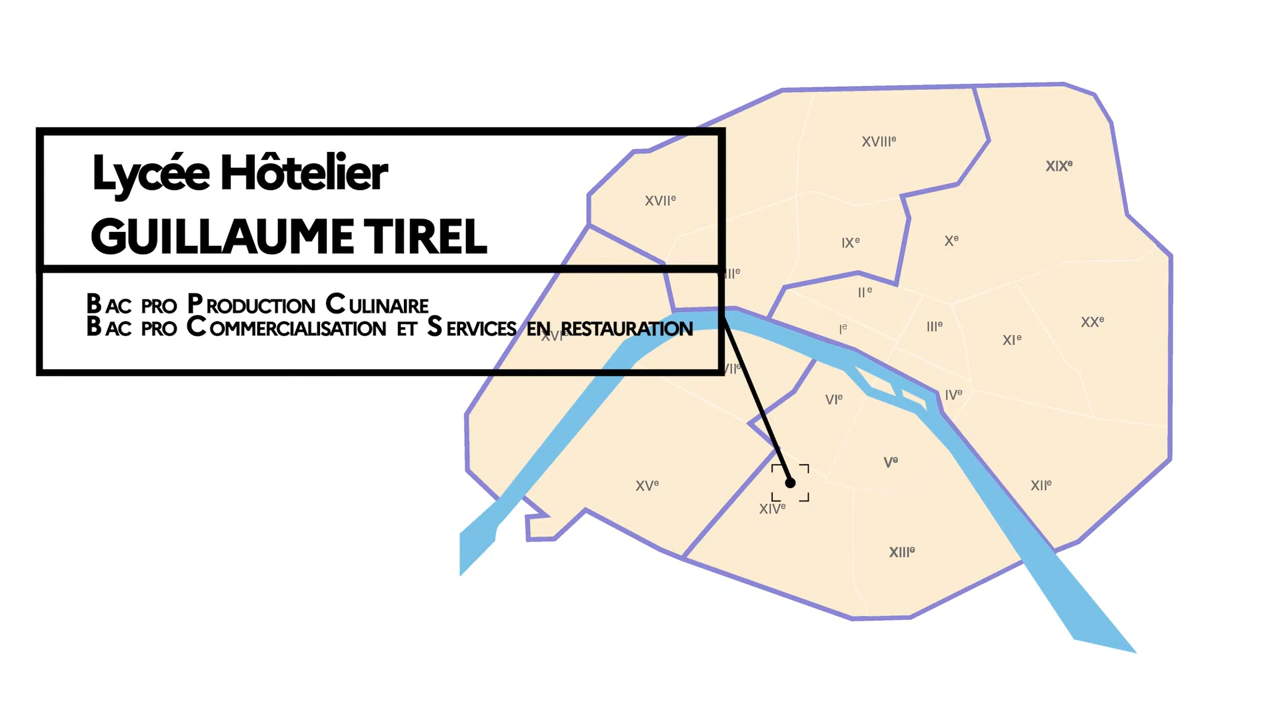 Lycée Hôtelier
GUILLAUME TIREL
BAC PRO PRODUCTION CULINAIRE
BAC PRO COMMERCIALISATION ET SERVICES EN RESTAURATION
XVIIIe
XIXe
XVIIe
IXe
Xe
IIe
Ie
IIIe
XIe
XXe
VIe
IVe
Ve
XVe
XIIe
XIVe
XIIIe